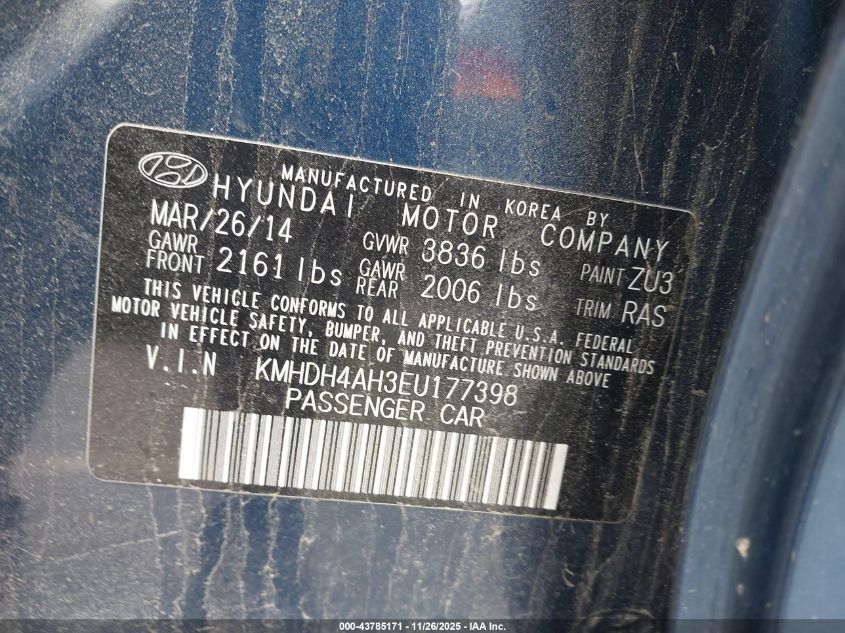 MANUFACTURED IN KOREA BY
HYUNDAI MOTOR COMPANY
MAR/26/14 GVWR 3836 lbs PAINT ZU3
GAWR FRONT 2161 lbs GAWR REAR 2006 lbs TRIM RAS
THIS VEHICLE CONFORMS TO ALL APPLICABLE U.S.A. FEDERAL
MOTOR VEHICLE SAFETY, BUMPER, AND THEFT PREVENTION STANDARDS
IN EFFECT ON THE DATE OF MANUFACTURE SHOWN ABOVE
V.I.N KMHDH4AH3EU177398
PASSENGER CAR
000-43785171 - 11/26/2025 - IAA Inc.